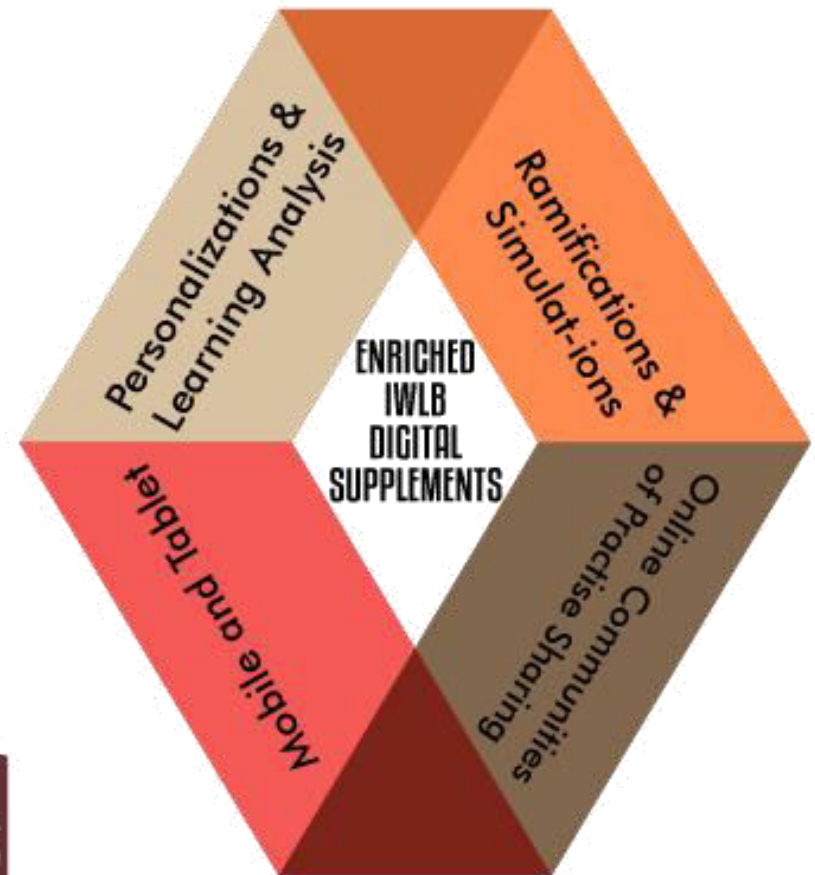 Personalizations &
Learning Analysis
Ramifications &
Simulat-ions
ENRICHED
IWLB
DIGITAL
SUPPLEMENTS
Mobile and Tablet
Online Communities
of Practise Sharing